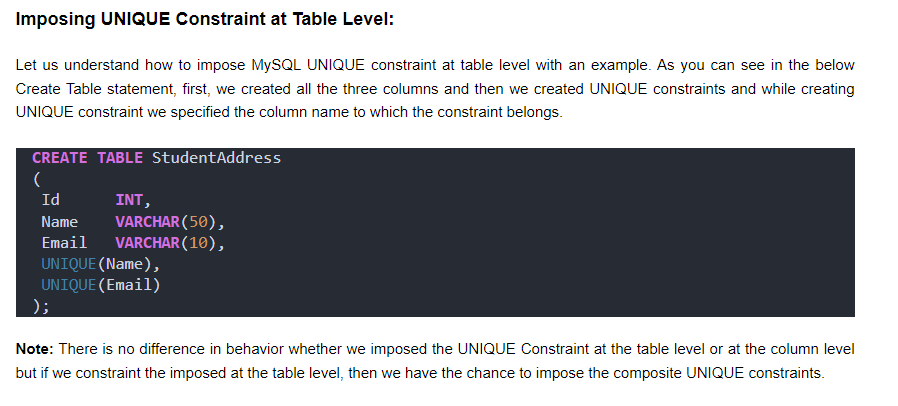 Imposing UNIQUE Constraint at Table Level:
Let us understand how to impose MySQL UNIQUE constraint at table level with an example. As you can see in the below
Create Table statement, first, we created all the three columns and then we created UNIQUE constraints and while creating
UNIQUE constraint we specified the column name to which the constraint belongs.
CREATE TABLE StudentAddress
(
Id INT,
Name VARCHAR(50),
Email VARCHAR(10),
UNIQUE(Name),
UNIQUE(Email)
);
Note: There is no difference in behavior whether we imposed the UNIQUE Constraint at the table level or at the column level
but if we constraint the imposed at the table level, then we have the chance to impose the composite UNIQUE constraints.